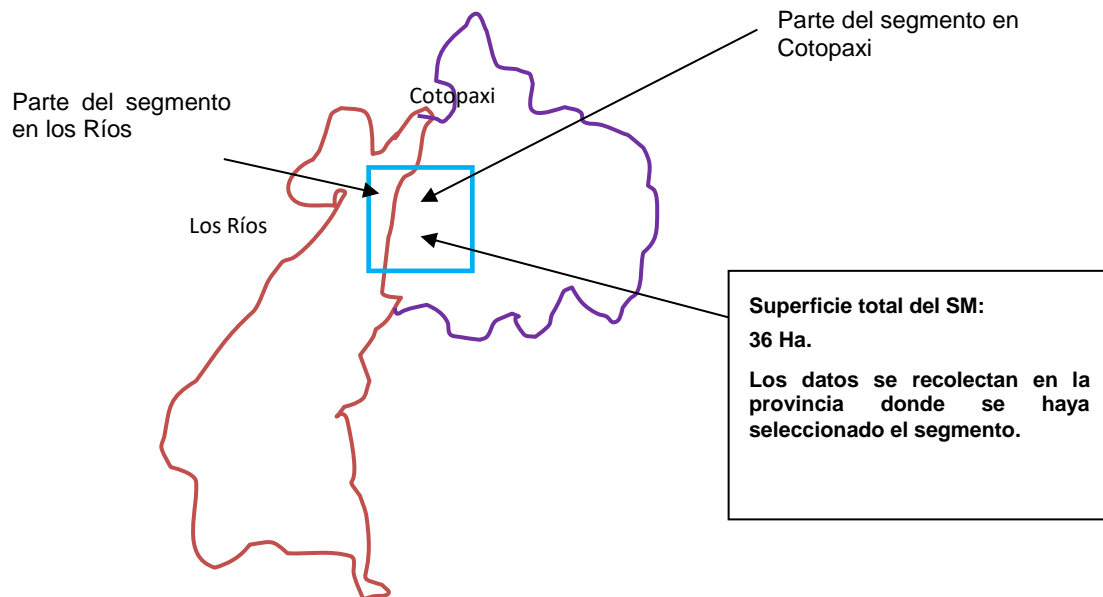 Parte del segmento en
Cotopaxi
Cotopaxi
Parte del segmento
en los Ríos
Los Ríos
Superficie total del SM:
36 Ha.
Los datos se recolectan en la
provincia donde se haya
seleccionado el segmento.